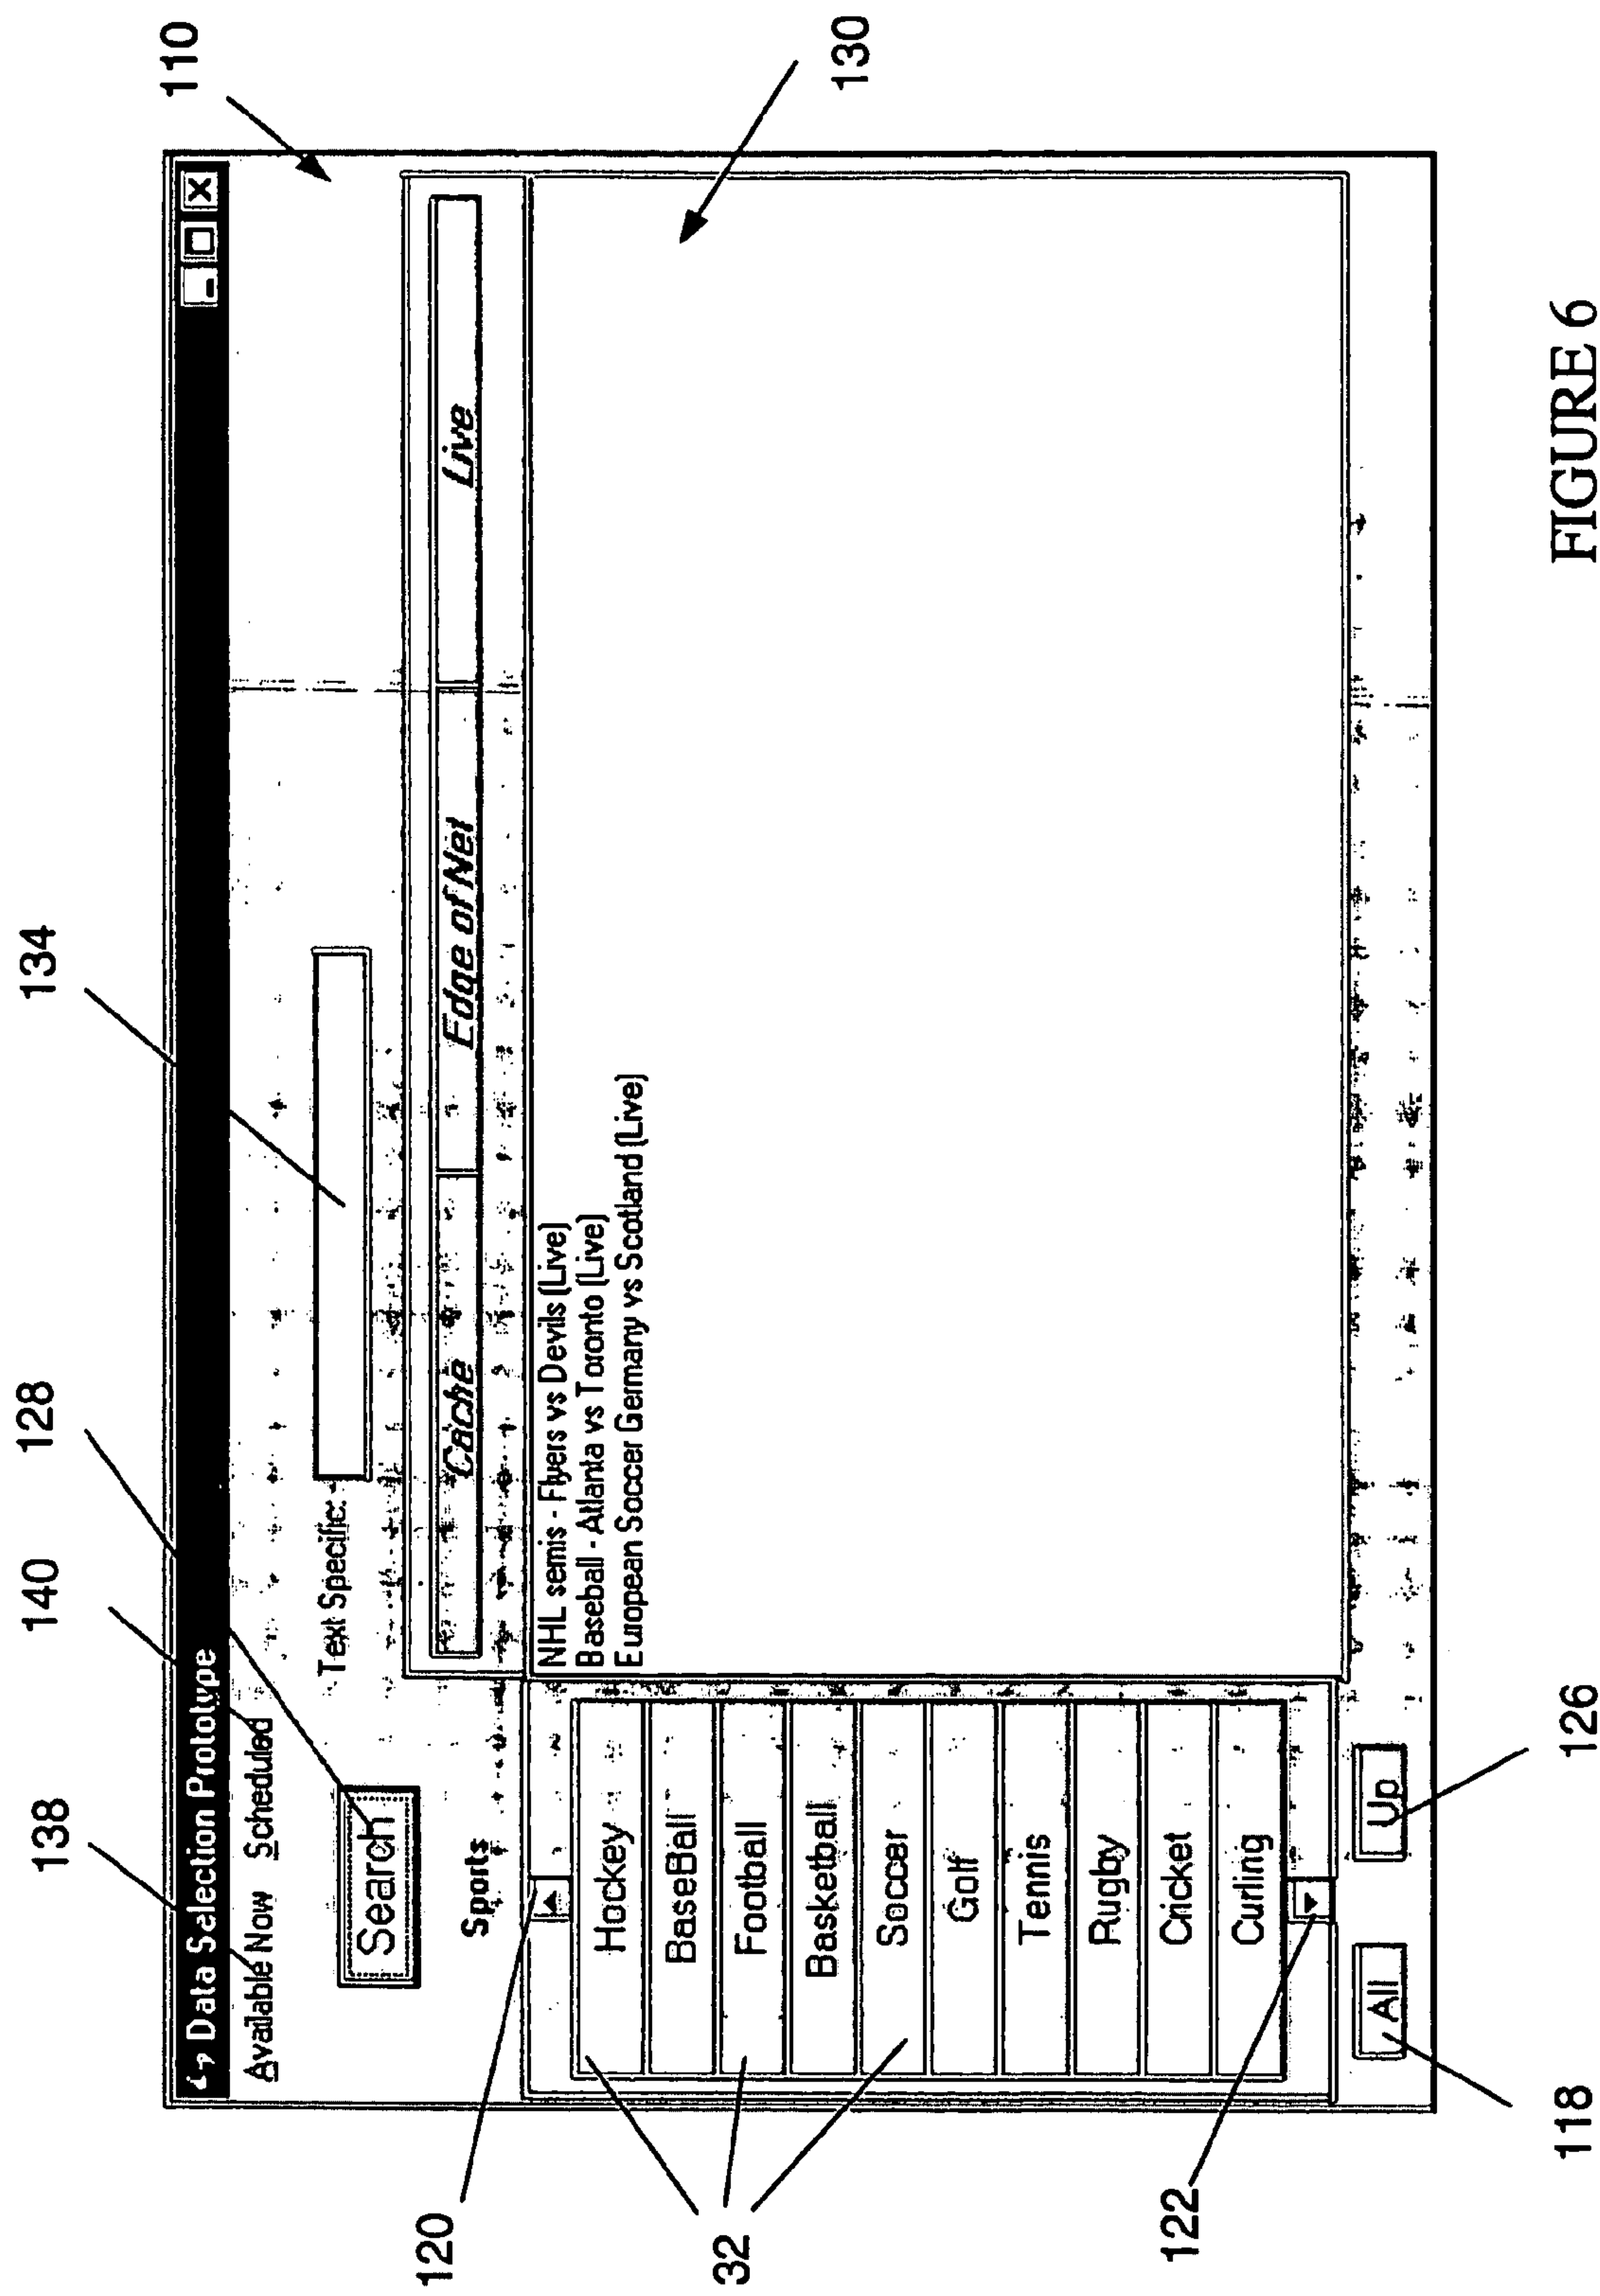 138
140
128
134
110
Data Selection Prototype
Available Now Scheduled
Search
Text Specific:
Sports
Cache
Edge of Net
Live
120
NHL semis - Flyers vs Devils (Live)
Baseball - Atlanta vs Toronto (Live)
European Soccer Germany vs Scotland (Live)
130
Hockey
BaseBall
Football
Basketball
Soccer
Golf
Tennis
Rugby
Cricket
Curling
32
122
All
Up
118
126
FIGURE 6